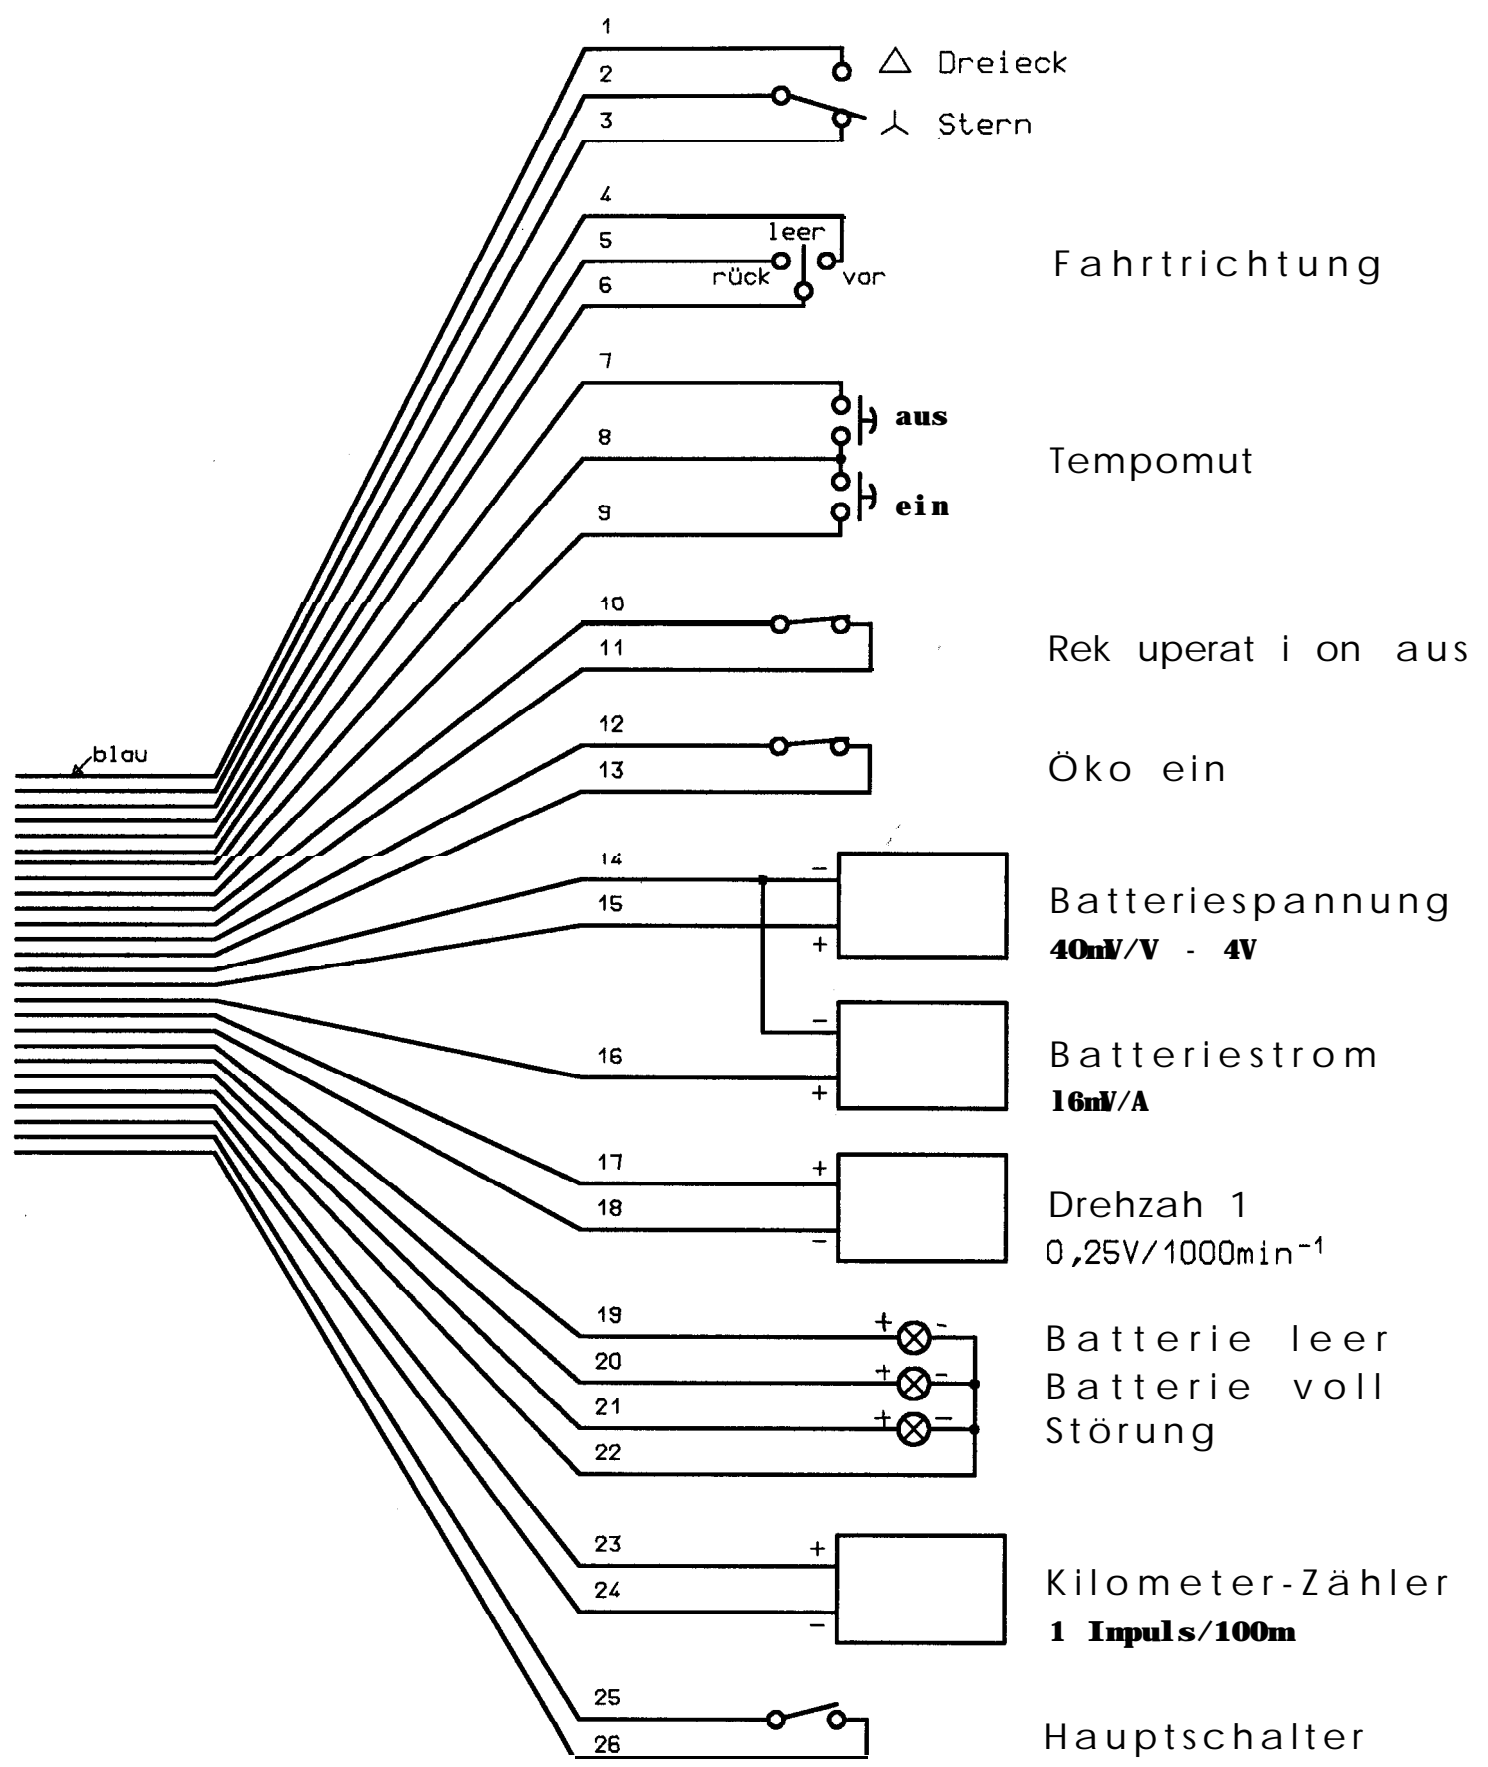 1
2
△ Dreieck
3
Stern
4
leer
5
rück
vor
Fahrtrichtung
6
7
aus
8
Tempomut
9
ein
10
11
Rek uperat i on aus
12
13
Öko ein
blau
14
−
15
+
Batteriespannung
40mV/V - 4V
−
16
+
Batteriestrom
16mV/A
17
+
18
−
Drehzah 1
0,25V/1000min⁻¹
19
+ -
Batterie leer
20
+ -
Batterie voll
21
+ −
Störung
22
23
+
24
−
Kilometer-Zähler
1 Impuls/100m
25
26
Hauptschalter